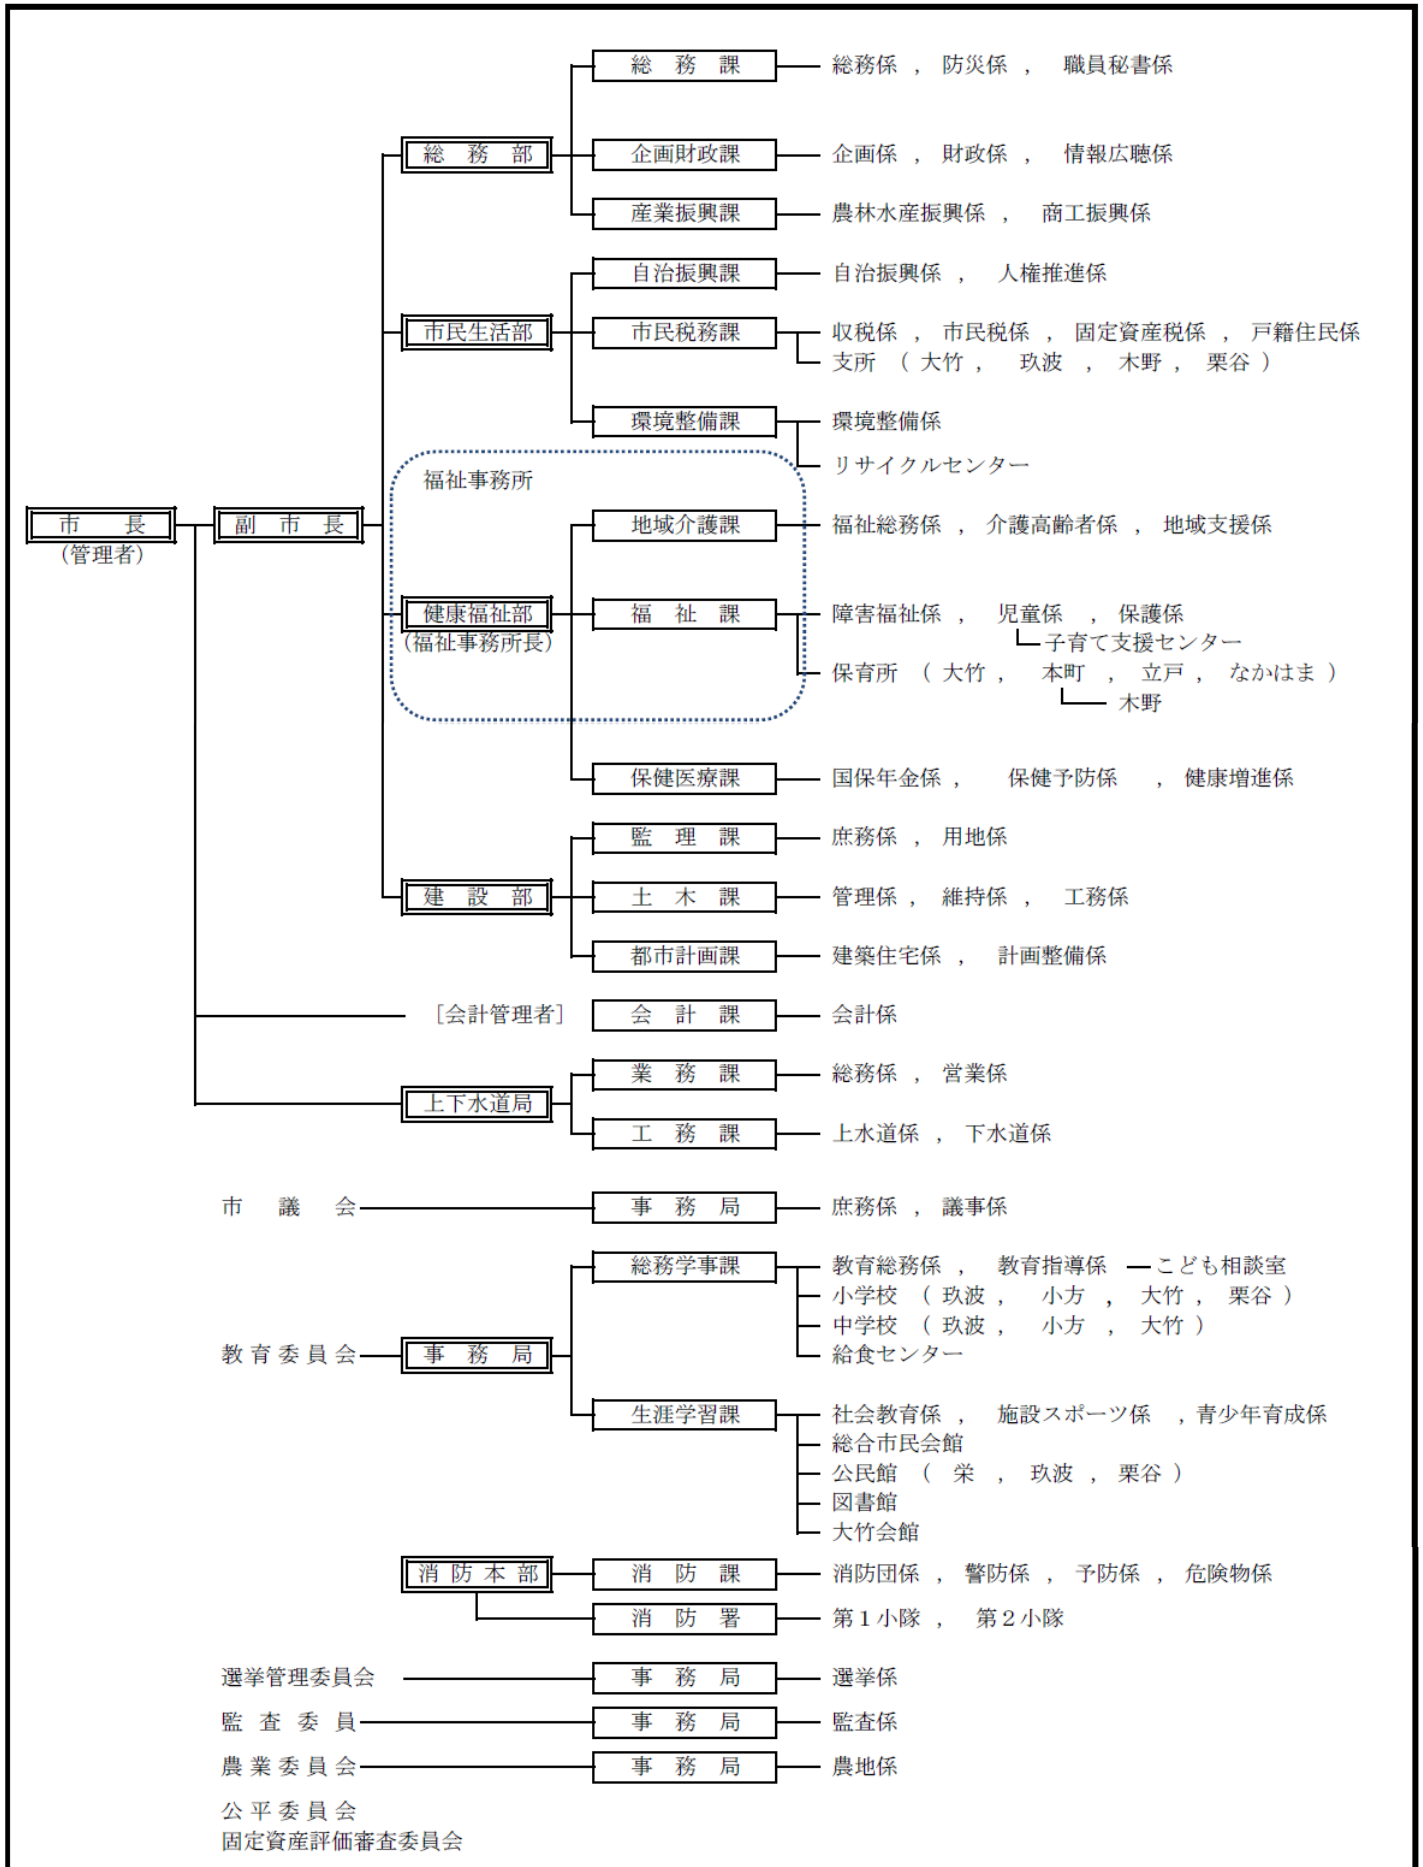 総務課 総務係 , 防災係 , 職員秘書係
総務部 企画財政課 企画係 , 財政係 , 情報広聴係
産業振興課 農林水産振興係 , 商工振興係
自治振興課 自治振興係 , 人権推進係
市民生活部 市民税務課 収税係 , 市民税係 , 固定資産税係 , 戸籍住民係
支所 ( 大竹 , 玖波 , 木野 , 栗谷 )
環境整備課 環境整備係
リサイクルセンター
福祉事務所
市長 副市長 地域介護課 福祉総務係 , 介護高齢者係 , 地域支援係
(管理者)
健康福祉部 福祉課 障害福祉係 , 児童係 , 保護係
(福祉事務所長) 子育て支援センター
保育所 ( 大竹 , 本町 , 立戸 , なかはま )
木野
保健医療課 国保年金係 , 保健予防係 , 健康増進係
監理課 庶務係 , 用地係
建設部 土木課 管理係 , 維持係 , 工務係
都市計画課 建築住宅係 , 計画整備係
[会計管理者] 会計課 会計係
業務課 総務係 , 営業係
上下水道局
工務課 上水道係 , 下水道係
市議会 事務局 庶務係 , 議事係
総務学事課 教育総務係 , 教育指導係 こども相談室
小学校 ( 玖波 , 小方 , 大竹 , 栗谷 )
中学校 ( 玖波 , 小方 , 大竹 )
教育委員会 事務局 給食センター
生涯学習課 社会教育係 , 施設スポーツ係 , 青少年育成係
総合市民会館
公民館 ( 栄 , 玖波 , 栗谷 )
図書館
大竹会館
消防本部 消防課 消防団係 , 警防係 , 予防係 , 危険物係
消防署 第1小隊 , 第2小隊
選挙管理委員会 事務局 選挙係
監査委員 事務局 監査係
農業委員会 事務局 農地係
公平委員会
固定資産評価審査委員会